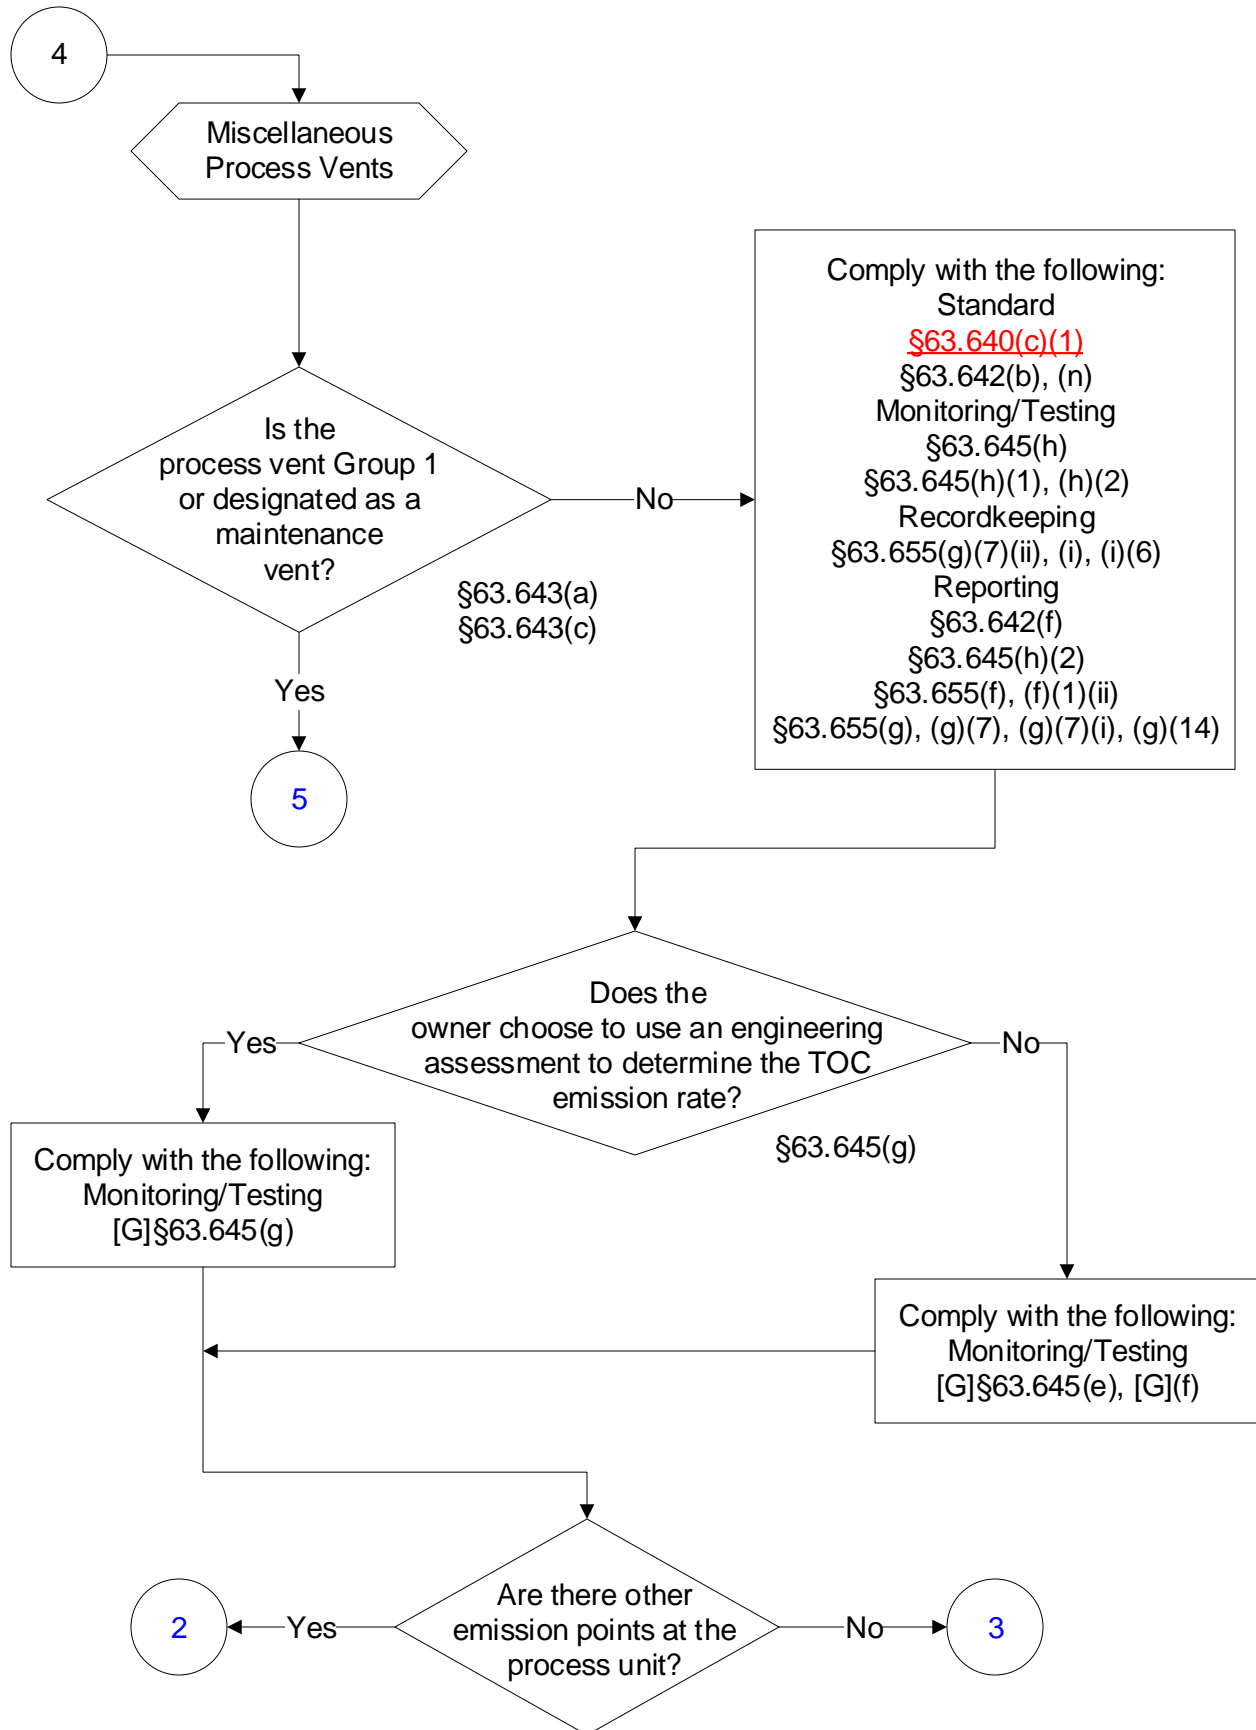 4
Miscellaneous
Process Vents
Is the
process vent Group 1
or designated as a
maintenance
vent?
No
§63.643(a)
§63.643(c)
Yes
5
Comply with the following:
Standard
§63.640(c)(1)
§63.642(b), (n)
Monitoring/Testing
§63.645(h)
§63.645(h)(1), (h)(2)
Recordkeeping
§63.655(g)(7)(ii), (i), (i)(6)
Reporting
§63.642(f)
§63.645(h)(2)
§63.655(f), (f)(1)(ii)
§63.655(g), (g)(7), (g)(7)(i), (g)(14)
Does the
owner choose to use an engineering
assessment to determine the TOC
emission rate?
Yes
No
§63.645(g)
Comply with the following:
Monitoring/Testing
[G]§63.645(g)
Comply with the following:
Monitoring/Testing
[G]§63.645(e), [G](f)
Are there other
emission points at the
process unit?
Yes
2
No
3